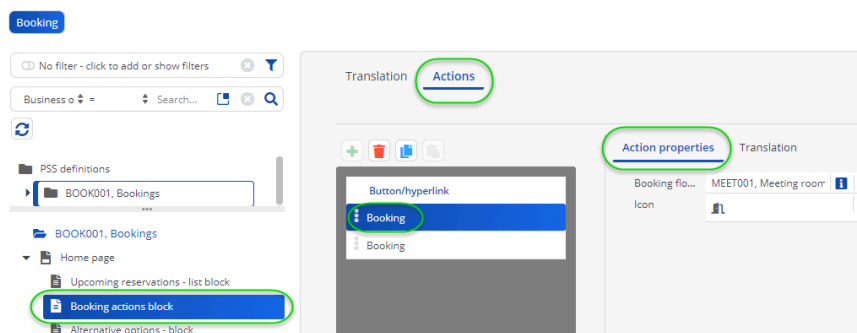 Booking
No filter - click to add or show filters
Business o = Search...
PSS definitions
BOOK001, Bookings
BOOK001, Bookings
Home page
Upcoming reservations - list block
Booking actions block
Alternative options - block
Translation Actions
Button/hyperlink
Booking
Booking
Action properties Translation
Booking flo... MEET001, Meeting room
Icon